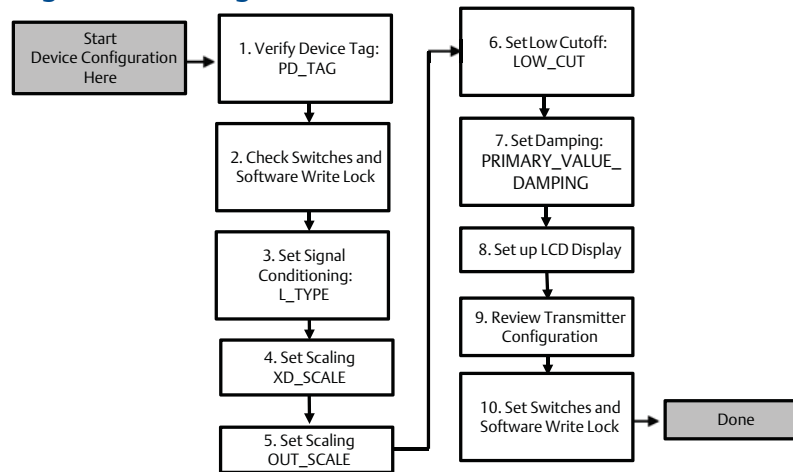 Start
Device Configuration
Here
1. Verify Device Tag:
PD_TAG
2. Check Switches and
Software Write Lock
3. Set Signal
Conditioning:
L_TYPE
4. Set Scaling
XD_SCALE
5. Set Scaling
OUT_SCALE
6. Set Low Cutoff:
LOW_CUT
7. Set Damping:
PRIMARY_VALUE_
DAMPING
8. Set up LCD Display
9. Review Transmitter
Configuration
10. Set Switches and
Software Write Lock
Done